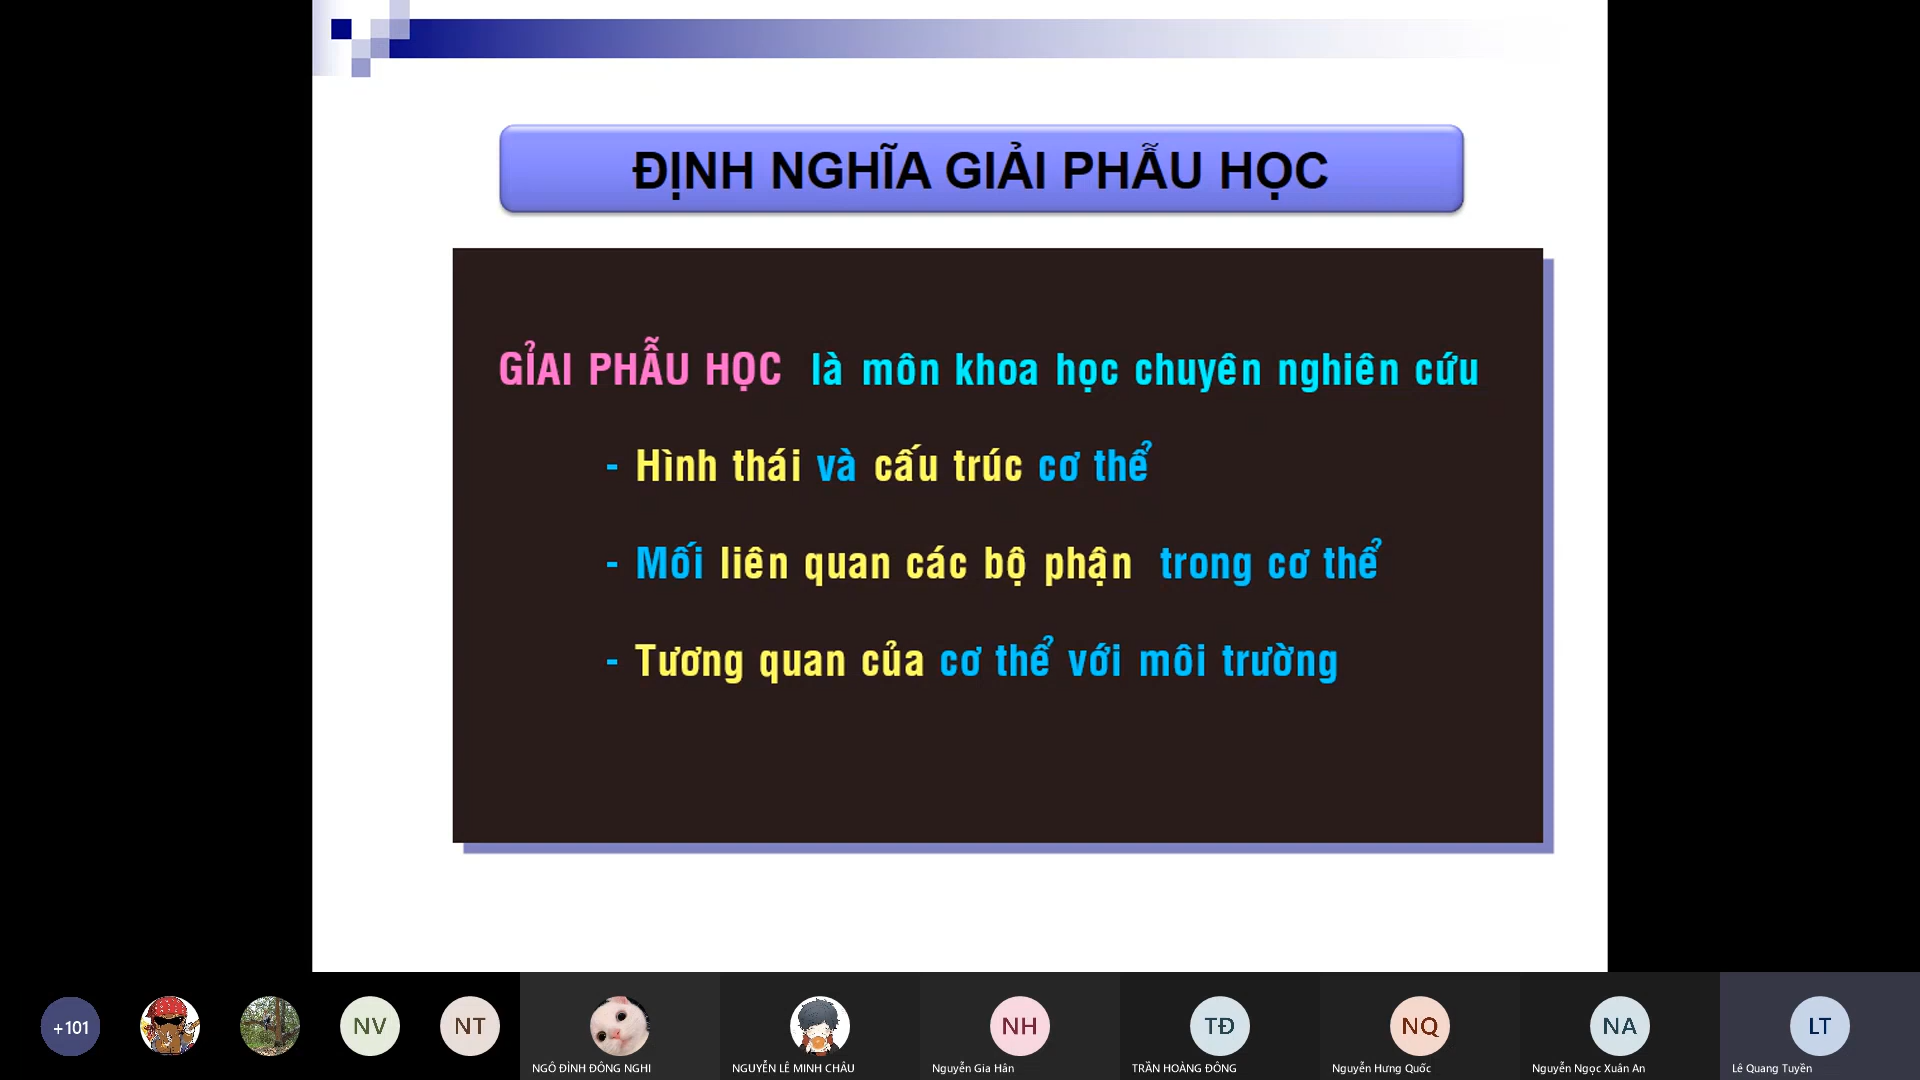 ĐỊNH NGHĨA GIẢI PHẪU HỌC
GỈAI PHẪU HỌC là môn khoa học chuyên nghiên cứu
- Hình thái và cấu trúc cơ thể
- Mối liên quan các bộ phận trong cơ thể
- Tương quan của cơ thể với môi trường
+101
NV
NT
NH
TĐ
NQ
NA
LT
NGÔ ĐÌNH ĐÔNG NGHI
NGUYỄN LÊ MINH CHÂU
Nguyễn Gia Hân
TRẦN HOÀNG ĐÔNG
Nguyễn Hưng Quốc
Nguyễn Ngọc Xuân An
Lê Quang Tuyền